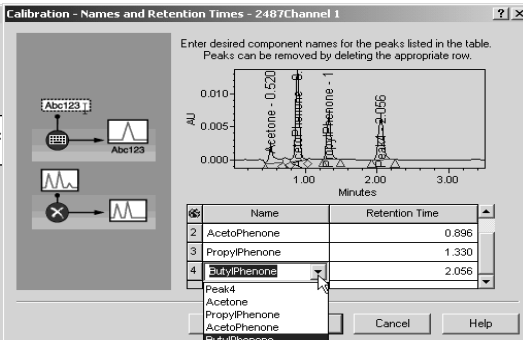 Calibration - Names and Retention Times - 2487Channel 1
Enter desired component names for the peaks listed in the table.
Peaks can be removed by deleting the appropriate row.
Abc123
Abc123
AU
0.010
0.005
0.000
Acetone - 0.520
AcetoPhenone - 0.
PropylPhenone - 1
Peak4 - 2.056
1.00
2.00
3.00
Minutes
Name Retention Time
2 AcetoPhenone 0.896
3 PropylPhenone 1.330
4 ButylPhenone 2.056
Peak4
Acetone
PropylPhenone
AcetoPhenone
ButylPhenone
Cancel Help